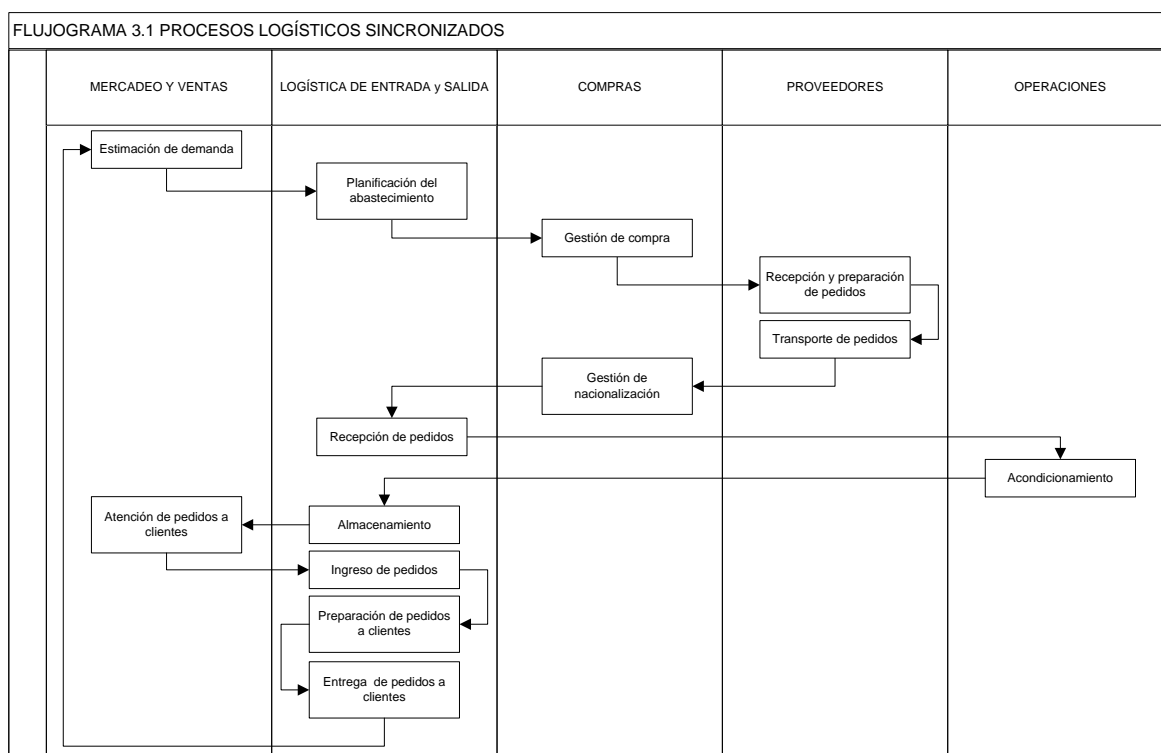 FLUJOGRAMA 3.1 PROCESOS LOGÍSTICOS SINCRONIZADOS
MERCADEO Y VENTAS
LOGÍSTICA DE ENTRADA y SALIDA
COMPRAS
PROVEEDORES
OPERACIONES
Estimación de demanda
Planificación del
abastecimiento
Gestión de compra
Recepción y preparación
de pedidos
Transporte de pedidos
Gestión de
nacionalización
Recepción de pedidos
Acondicionamiento
Almacenamiento
Atención de pedidos a
clientes
Ingreso de pedidos
Preparación de pedidos
a clientes
Entrega de pedidos a
clientes